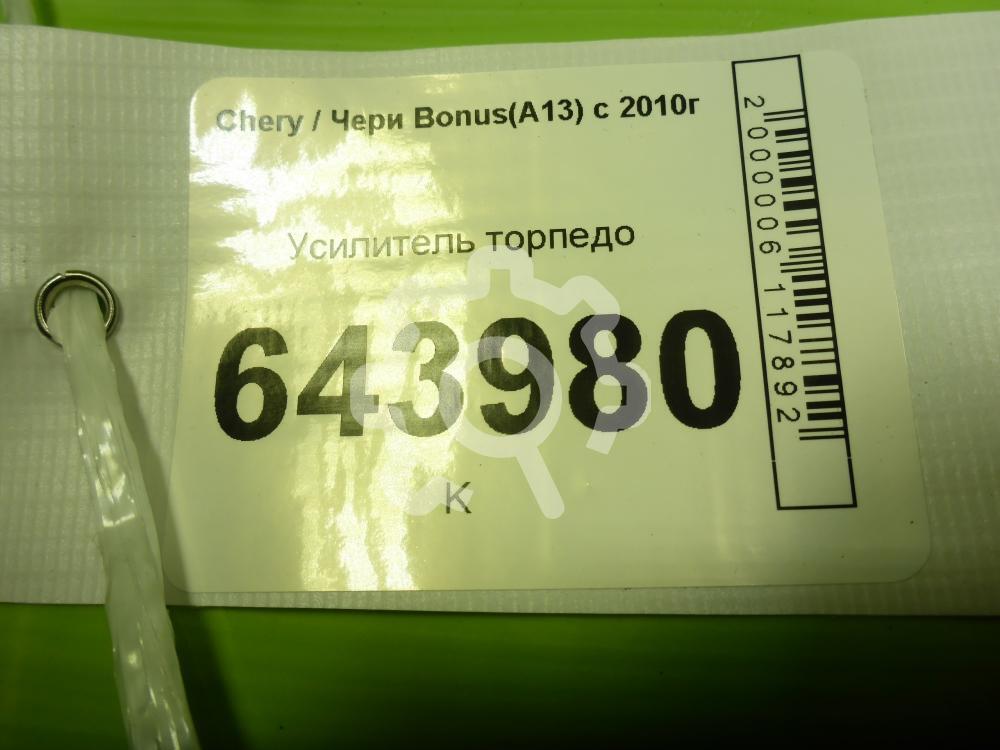 Chery / Чери Bonus(A13) с 2010г
Усилитель торпедо
643980
К
2000006117892